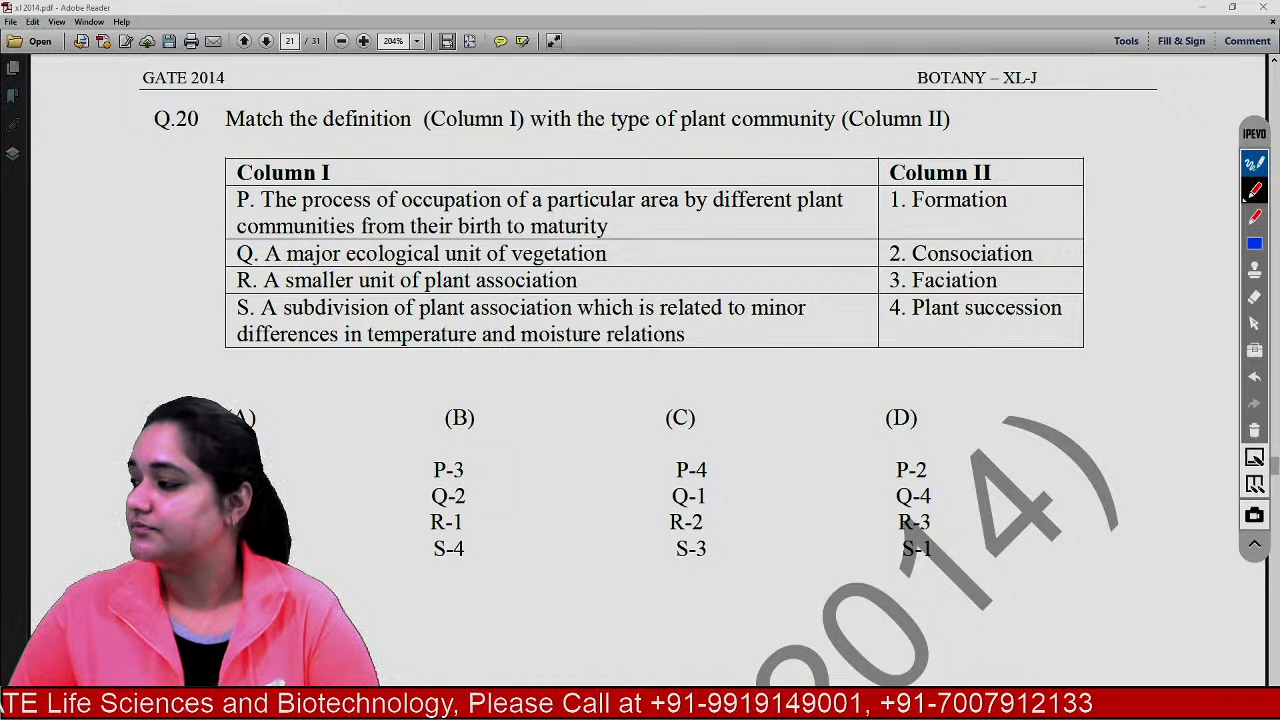 xl 2014.pdf - Adobe Reader
File Edit View Window Help
Open 21 / 31 204% Tools Fill & Sign Comment
GATE 2014 BOTANY – XL-J
Q.20 Match the definition (Column I) with the type of plant community (Column II)
Column I Column II
P. The process of occupation of a particular area by different plant 1. Formation
communities from their birth to maturity
Q. A major ecological unit of vegetation 2. Consociation
R. A smaller unit of plant association 3. Faciation
S. A subdivision of plant association which is related to minor 4. Plant succession
differences in temperature and moisture relations
(A) (B) (C) (D)
P-3 P-4 P-2
Q-2 Q-1 Q-4
R-1 R-2 R-3
S-4 S-3 S-1
2014)
IPEVO
TE Life Sciences and Biotechnology, Please Call at +91-9919149001, +91-7007912133